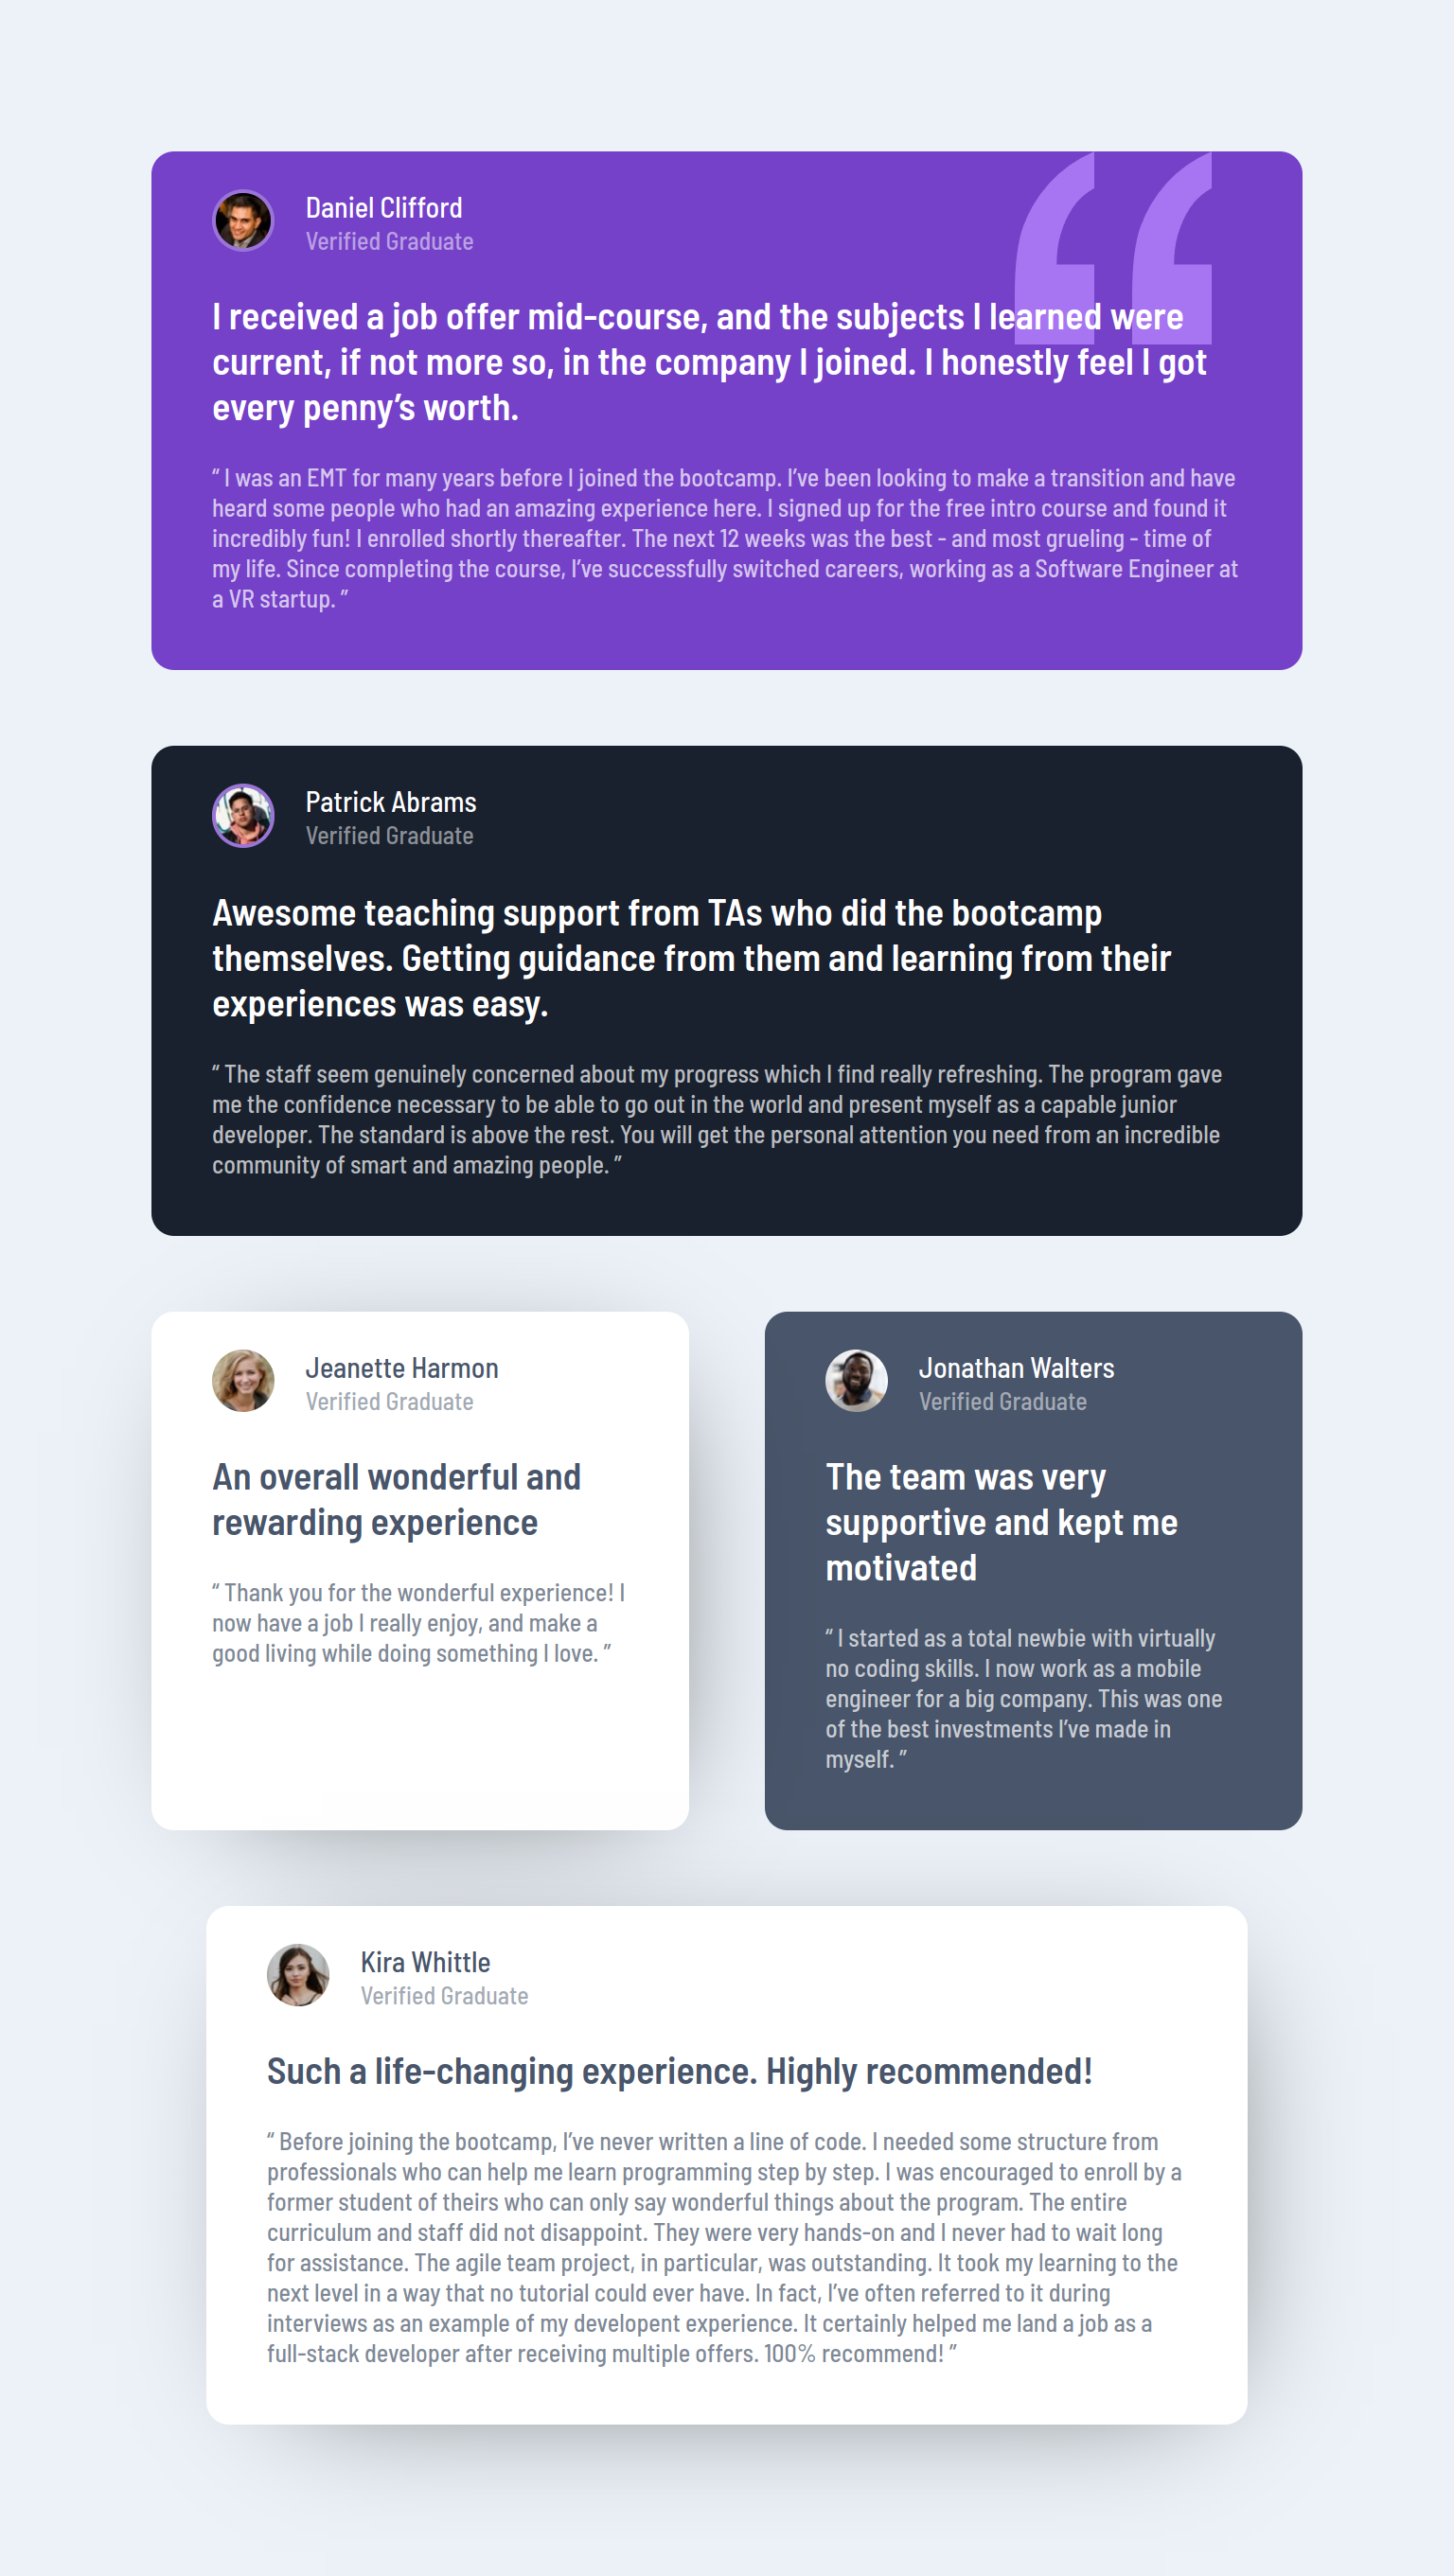 Daniel Clifford
Verified Graduate
I received a job offer mid-course, and the subjects I learned were
current, if not more so, in the company I joined. I honestly feel I got
every penny’s worth.
“ I was an EMT for many years before I joined the bootcamp. I’ve been looking to make a transition and have
heard some people who had an amazing experience here. I signed up for the free intro course and found it
incredibly fun! I enrolled shortly thereafter. The next 12 weeks was the best - and most grueling - time of
my life. Since completing the course, I’ve successfully switched careers, working as a Software Engineer at
a VR startup. ”
Patrick Abrams
Verified Graduate
Awesome teaching support from TAs who did the bootcamp
themselves. Getting guidance from them and learning from their
experiences was easy.
“ The staff seem genuinely concerned about my progress which I find really refreshing. The program gave
me the confidence necessary to be able to go out in the world and present myself as a capable junior
developer. The standard is above the rest. You will get the personal attention you need from an incredible
community of smart and amazing people. ”
Jeanette Harmon
Verified Graduate
An overall wonderful and
rewarding experience
“ Thank you for the wonderful experience! I
now have a job I really enjoy, and make a
good living while doing something I love. ”
Jonathan Walters
Verified Graduate
The team was very
supportive and kept me
motivated
“ I started as a total newbie with virtually
no coding skills. I now work as a mobile
engineer for a big company. This was one
of the best investments I’ve made in
myself. ”
Kira Whittle
Verified Graduate
Such a life-changing experience. Highly recommended!
“ Before joining the bootcamp, I’ve never written a line of code. I needed some structure from
professionals who can help me learn programming step by step. I was encouraged to enroll by a
former student of theirs who can only say wonderful things about the program. The entire
curriculum and staff did not disappoint. They were very hands-on and I never had to wait long
for assistance. The agile team project, in particular, was outstanding. It took my learning to the
next level in a way that no tutorial could ever have. In fact, I’ve often referred to it during
interviews as an example of my developent experience. It certainly helped me land a job as a
full-stack developer after receiving multiple offers. 100% recommend! ”